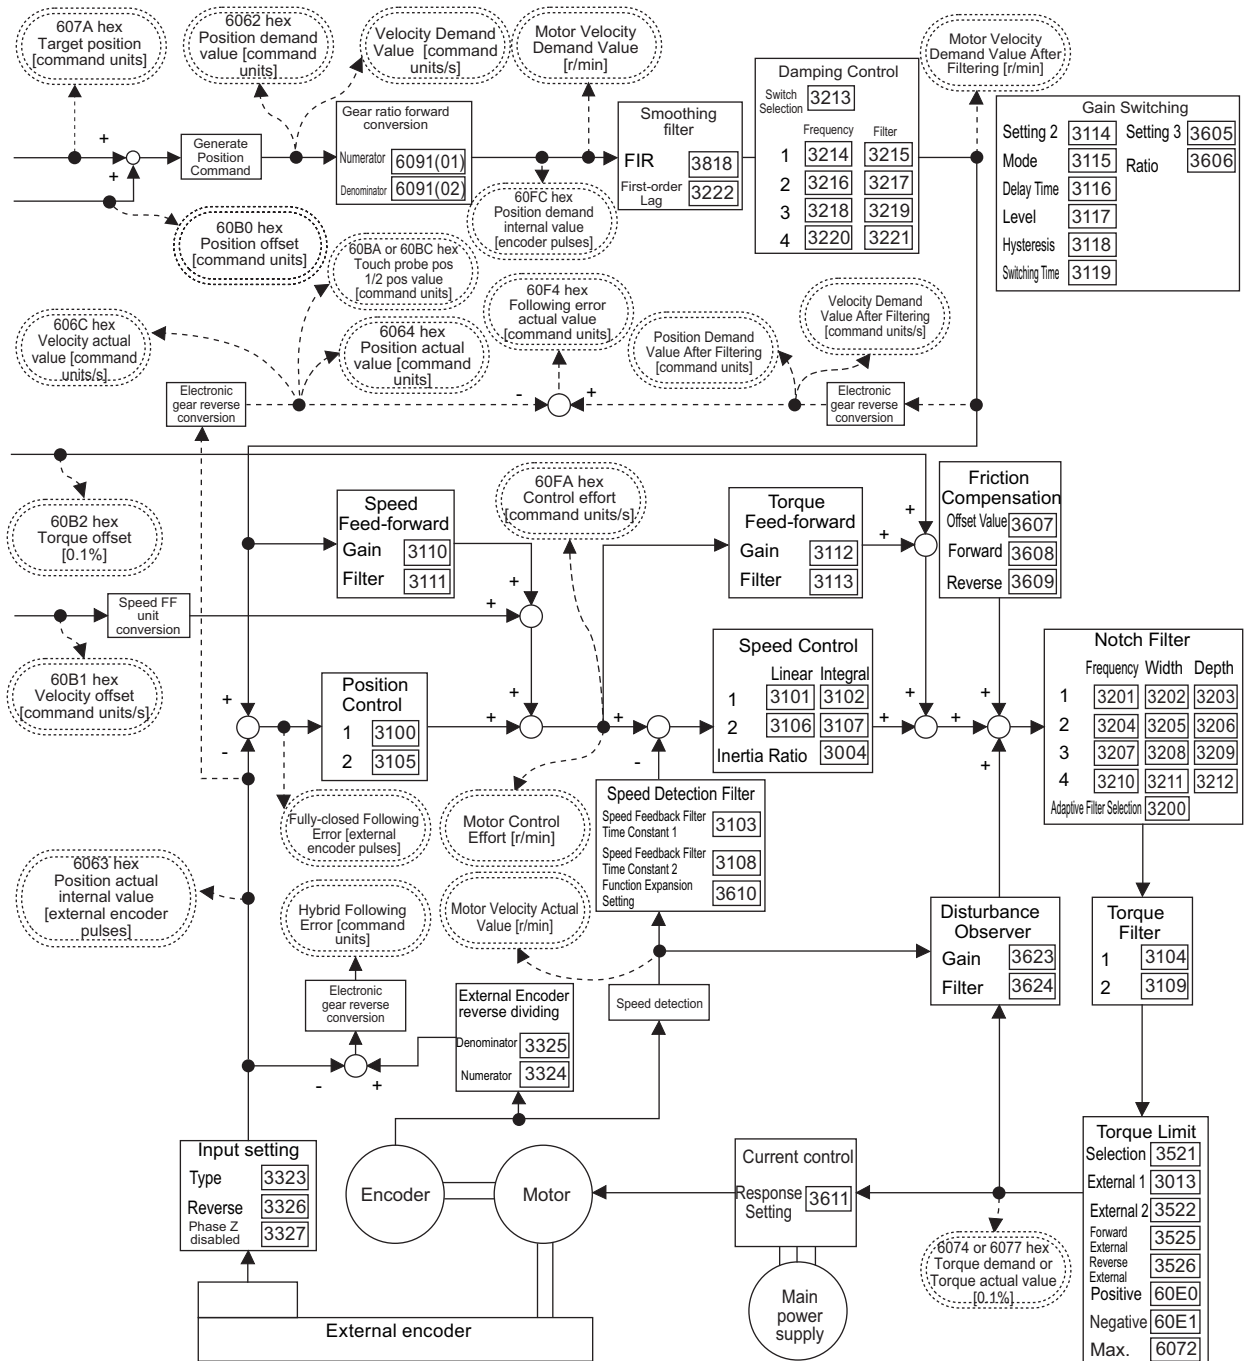 607A hex
Target position
[command units]
6062 hex
Position demand
value [command
units]
Velocity Demand
Value [command
units/s]
Motor Velocity
Demand Value
[r/min]
Motor Velocity
Demand Value After
Filtering [r/min]
Generate
Position
Command
Gear ratio forward
conversion
Numerator 6091(01)
Denominator 6091(02)
Smoothing
filter
FIR 3818
First-order
Lag 3222
Damping Control
Switch
Selection 3213
Frequency Filter
1 3214 3215
2 3216 3217
3 3218 3219
4 3220 3221
Gain Switching
Setting 2 3114 Setting 3 3605
Mode 3115 Ratio 3606
Delay Time 3116
Level 3117
Hysteresis 3118
Switching Time 3119
+
+
60B0 hex
Position offset
[command units]
60FC hex
Position demand
internal value
[encoder pulses]
60BA or 60BC hex
Touch probe pos
1/2 pos value
[command units]
606C hex
Velocity actual
value [command
units/s]
6064 hex
Position actual
value [command
units]
60F4 hex
Following error
actual value
[command units]
Position Demand
Value After Filtering
[command units]
Velocity Demand
Value After Filtering
[command units/s]
Electronic
gear reverse
conversion
- +
Electronic
gear reverse
conversion
60B2 hex
Torque offset
[0.1%]
Speed
Feed-forward
Gain 3110
Filter 3111
60FA hex
Control effort
[command units/s]
Torque
Feed-forward
Gain 3112
Filter 3113
+
+
Friction
Compensation
Offset Value 3607
Forward 3608
Reverse 3609
Speed FF
unit
conversion
+
+
60B1 hex
Velocity offset
[command units/s]
+
-
Position
Control
1 3100
2 3105
+
+
+
-
Speed Control
Linear Integral
1 3101 3102
2 3106 3107
Inertia Ratio 3004
+
+
+
+
+
Notch Filter
Frequency Width Depth
1 3201 3202 3203
2 3204 3205 3206
3 3207 3208 3209
4 3210 3211 3212
Adaptive Filter Selection 3200
Fully-closed Following
Error [external
encoder pulses]
Motor Control
Effort [r/min]
Speed Detection Filter
Speed Feedback Filter
Time Constant 1 3103
Speed Feedback Filter
Time Constant 2 3108
Function Expansion
Setting 3610
6063 hex
Position actual
internal value
[external encoder
pulses]
Hybrid Following
Error [command
units]
Motor Velocity Actual
Value [r/min]
Disturbance
Observer
Gain 3623
Filter 3624
Torque
Filter
1 3104
2 3109
Electronic
gear reverse
conversion
External Encoder
reverse dividing
Denominator 3325
Numerator 3324
Speed detection
- +
Input setting
Type 3323
Reverse 3326
Phase Z
disabled 3327
Encoder
Motor
Current control
Response
Setting 3611
Main
power
supply
6074 or 6077 hex
Torque demand or
Torque actual value
[0.1%]
Torque Limit
Selection 3521
External 1 3013
External 2 3522
Forward
External 3525
Reverse
External 3526
Positive 60E0
Negative 60E1
Max. 6072
External encoder